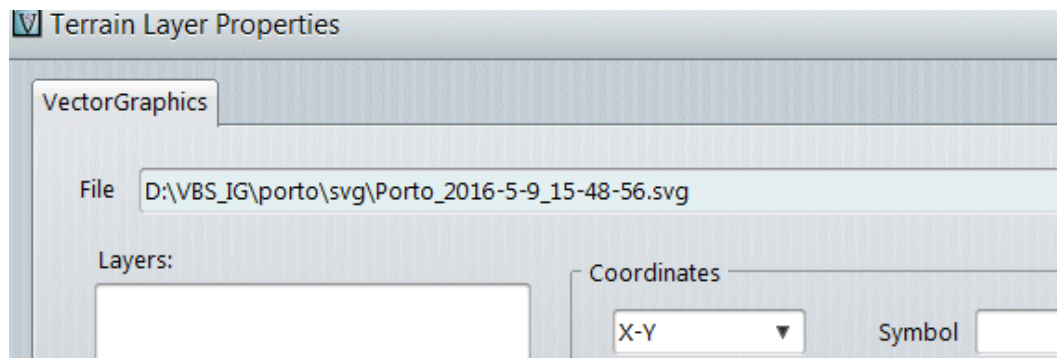 Terrain Layer Properties
VectorGraphics
File D:\VBS_IG\porto\svg\Porto_2016-5-9_15-48-56.svg
Layers:
Coordinates
X-Y Symbol